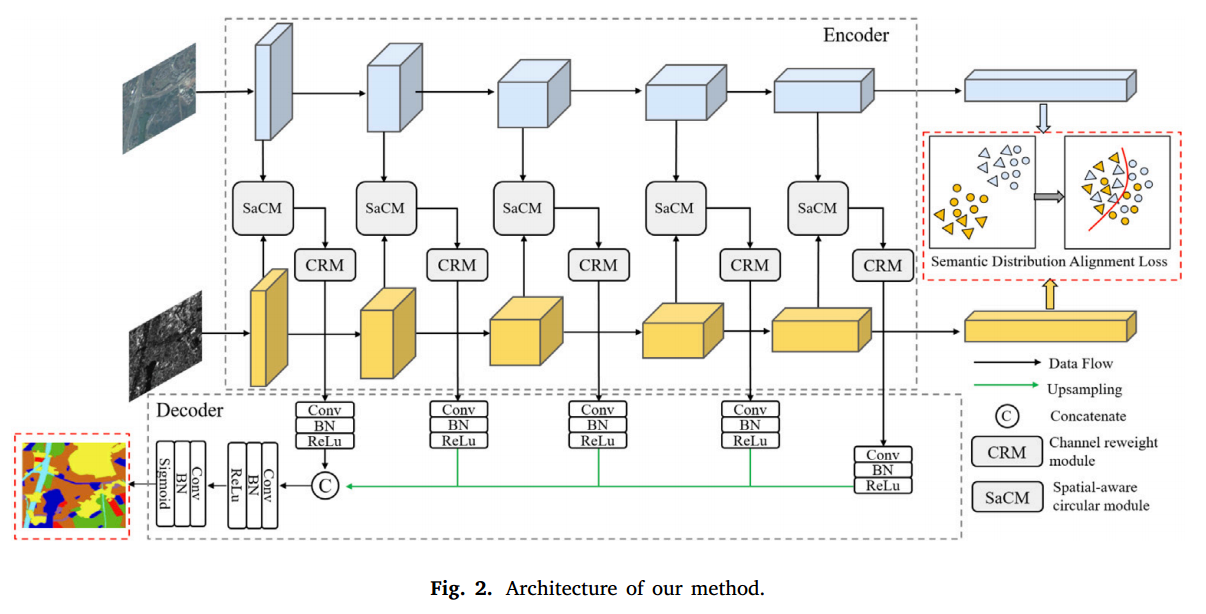 Encoder
SaCM
SaCM
SaCM
SaCM
SaCM
CRM
CRM
CRM
CRM
CRM
Semantic Distribution Alignment Loss
Data Flow
Upsampling
C
Concatenate
CRM
Channel reweight
module
SaCM
Spatial-aware
circular module
Decoder
Conv
BN
ReLu
Conv
BN
ReLu
Conv
BN
ReLu
Conv
BN
ReLu
Conv
BN
ReLu
C
Conv
BN
ReLu
Conv
BN
Sigmoid
Fig. 2. Architecture of our method.